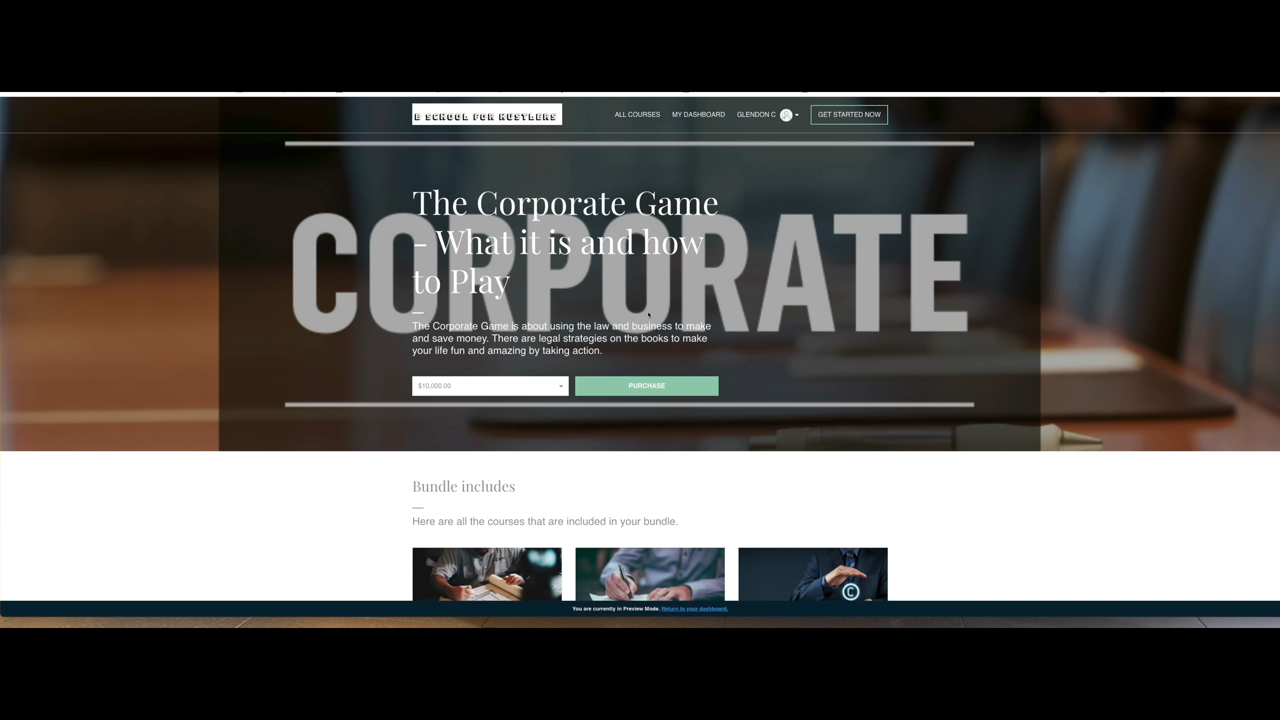 B SCHOOL FOR HUSTLERS
ALL COURSES
MY DASHBOARD
GLENDON C
GET STARTED NOW
CORPORATE
The Corporate Game
– What it is and how
to Play
The Corporate Game is about using the law and business to make
and save money. There are legal strategies on the books to make
your life fun and amazing by taking action.
$10,000.00
PURCHASE
Bundle includes
Here are all the courses that are included in your bundle.
C
You are currently in Preview Mode. Return to your dashboard.